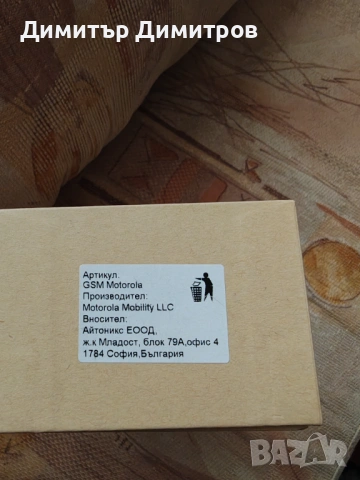 Димитър Димитров
Артикул.
GSM Motorola
Производител:
Motorola Mobility LLC
Вносител:
Айтоникс ЕООД,
ж.к Младост, блок 79А,офис 4
1784 София,България
BAZAR